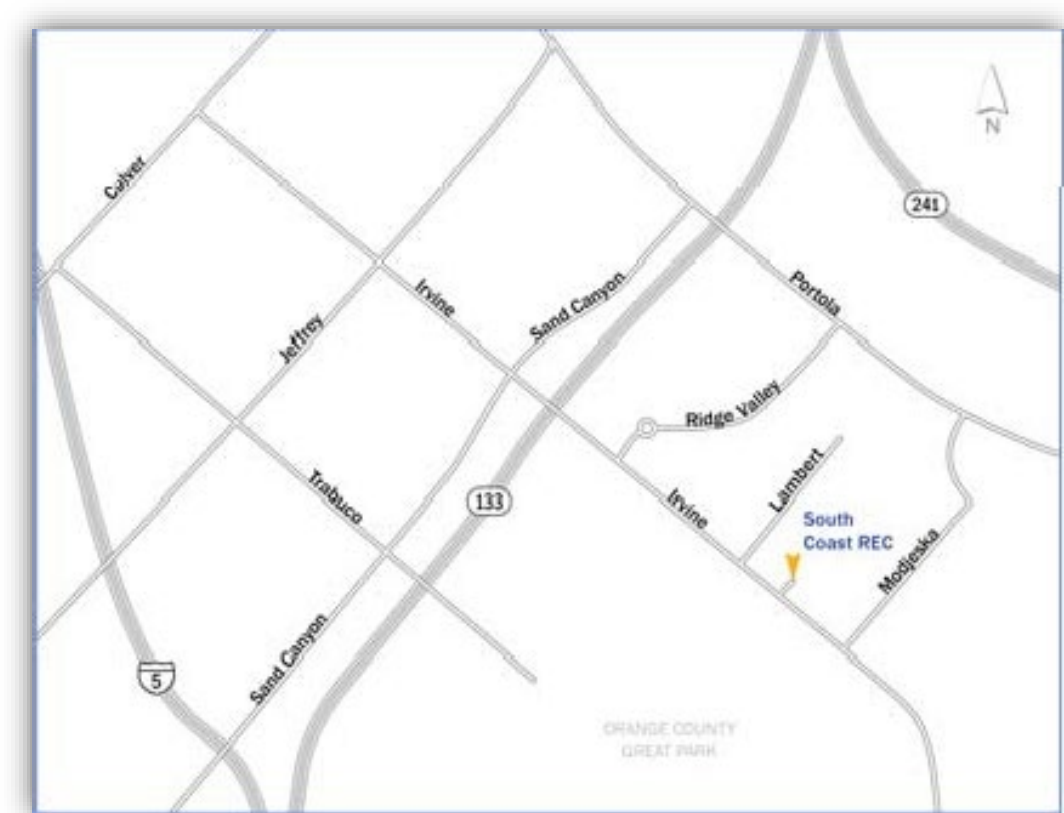 N
Culver
241
Irvine
Sand Canyon
Portola
Jeffrey
Ridge Valley
Lambert
Trabuco
133
Irvine
South
Coast REC
Modjeska
Sand Canyon
5
ORANGE COUNTY
GREAT PARK